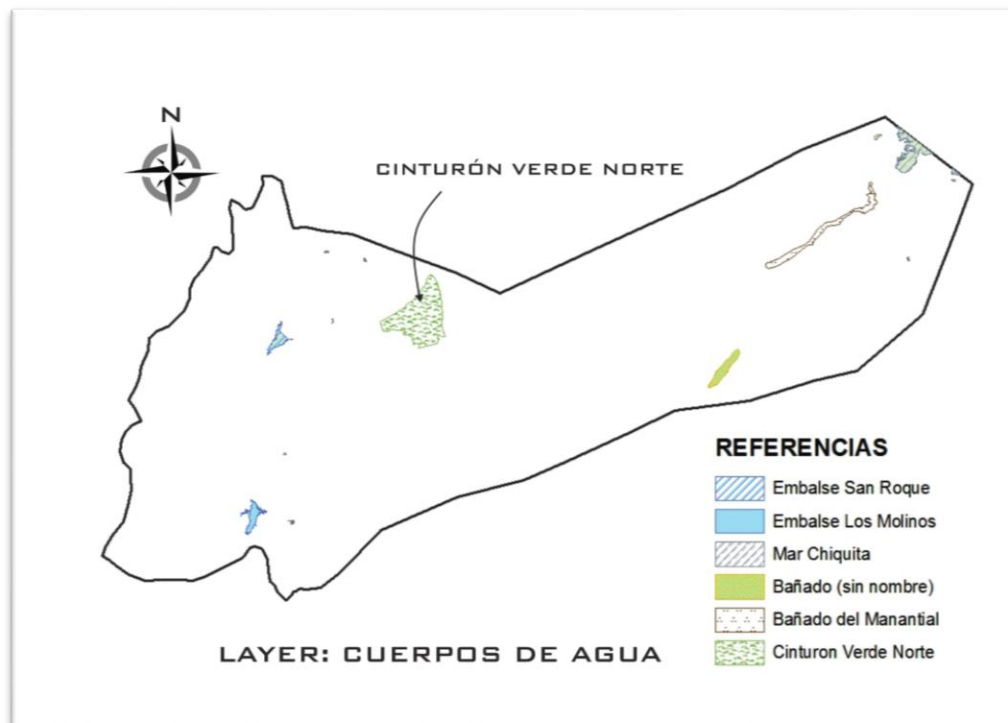 N
CINTURÓN VERDE NORTE
REFERENCIAS
Embalse San Roque
Embalse Los Molinos
Mar Chiquita
Bañado (sin nombre)
Bañado del Manantial
Cinturon Verde Norte
LAYER: CUERPOS DE AGUA